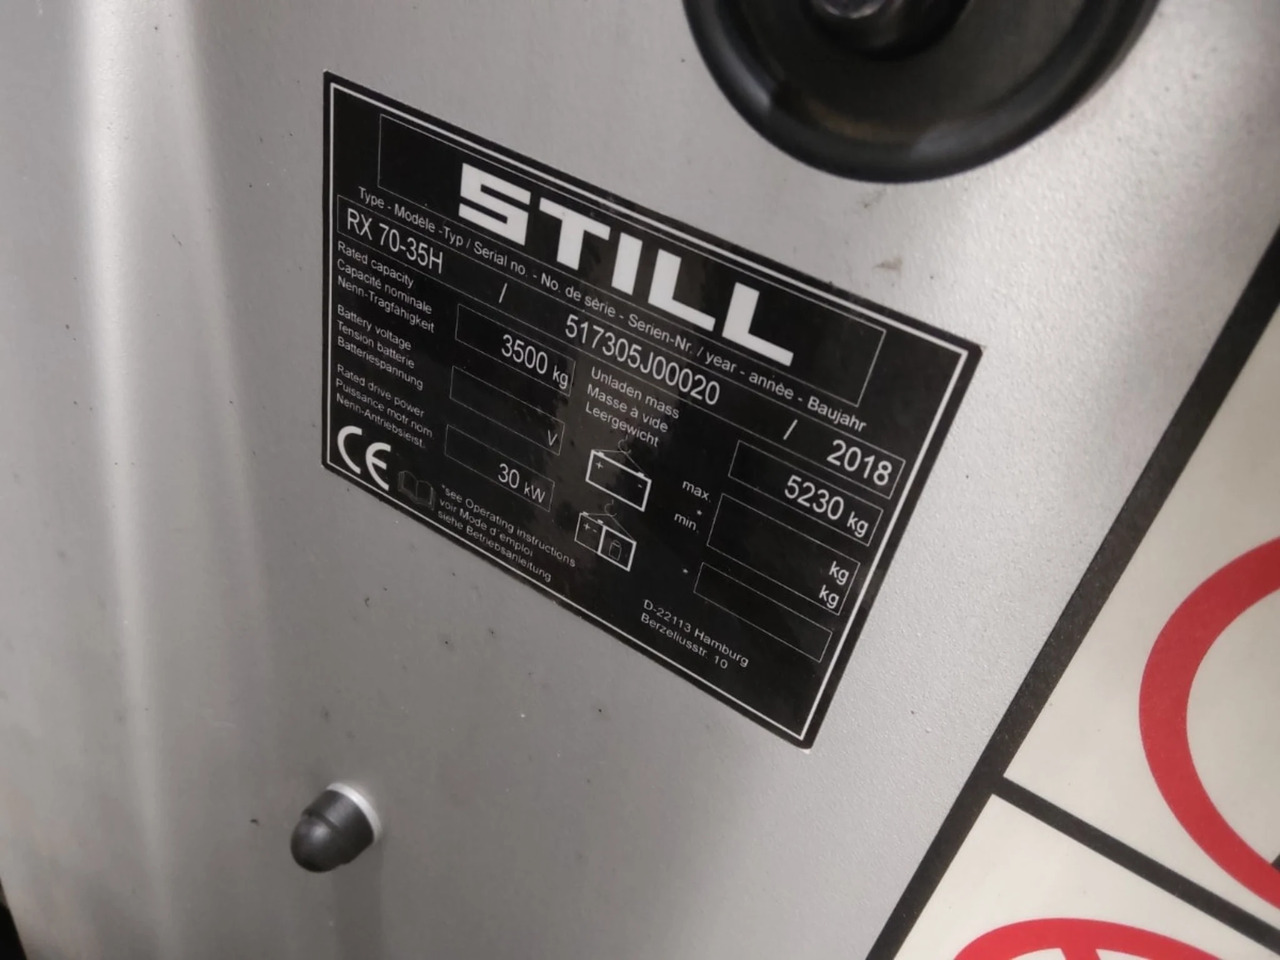 STILL
Type - Modèle -Typ / Serial no. - No. de série - Serien-Nr. / year - année - Baujahr
RX 70-35H / 517305J00020 / 2018
Rated capacity
Capacité nominale
Nenn-Tragfähigkeit
3500 kg
Battery voltage
Tension batterie
Batteriespannung
V
Rated drive power
Puissance motr nom
Nenn-Antriebsleist.
30 kW
Unladen mass
Masse à vide
Leergewicht
5230 kg
max.
*
min.
kg
kg
*
CE
*see Operating instructions
voir Mode d'emploi
siehe Betriebsanleitung
D-22113 Hamburg
Berzeliusstr. 10